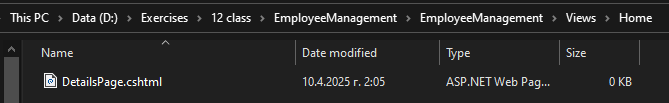 This PC > Data (D:) > Exercises > 12 class > EmployeeManagement > EmployeeManagement > Views > Home
Name Date modified Type Size
DetailsPage.cshtml 10.4.2025 г. 2:05 ASP.NET Web Pag... 0 KB